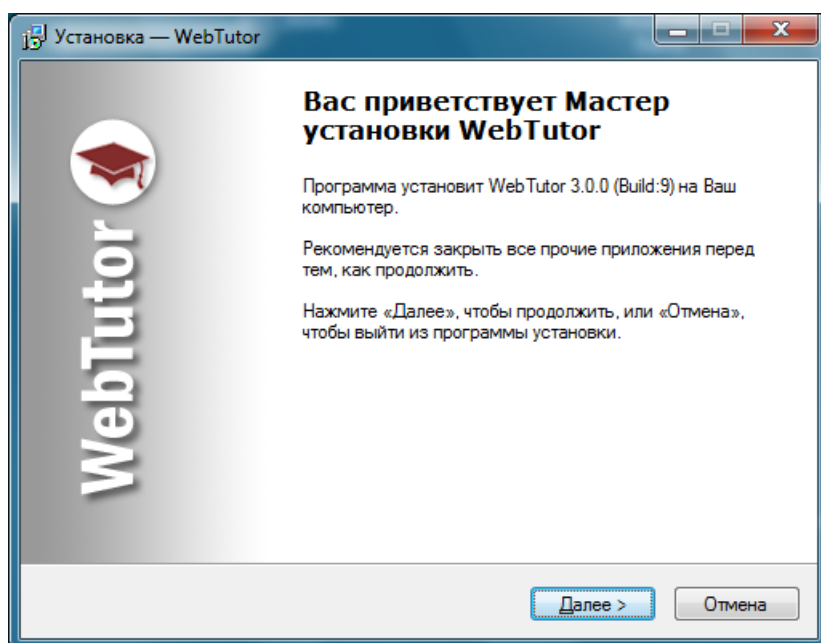 Установка — WebTutor
Вас приветствует Мастер
установки WebTutor
Программа установит WebTutor 3.0.0 (Build:9) на Ваш
компьютер.
Рекомендуется закрыть все прочие приложения перед
тем, как продолжить.
Нажмите «Далее», чтобы продолжить, или «Отмена»,
чтобы выйти из программы установки.
WebTutor
Далее >
Отмена